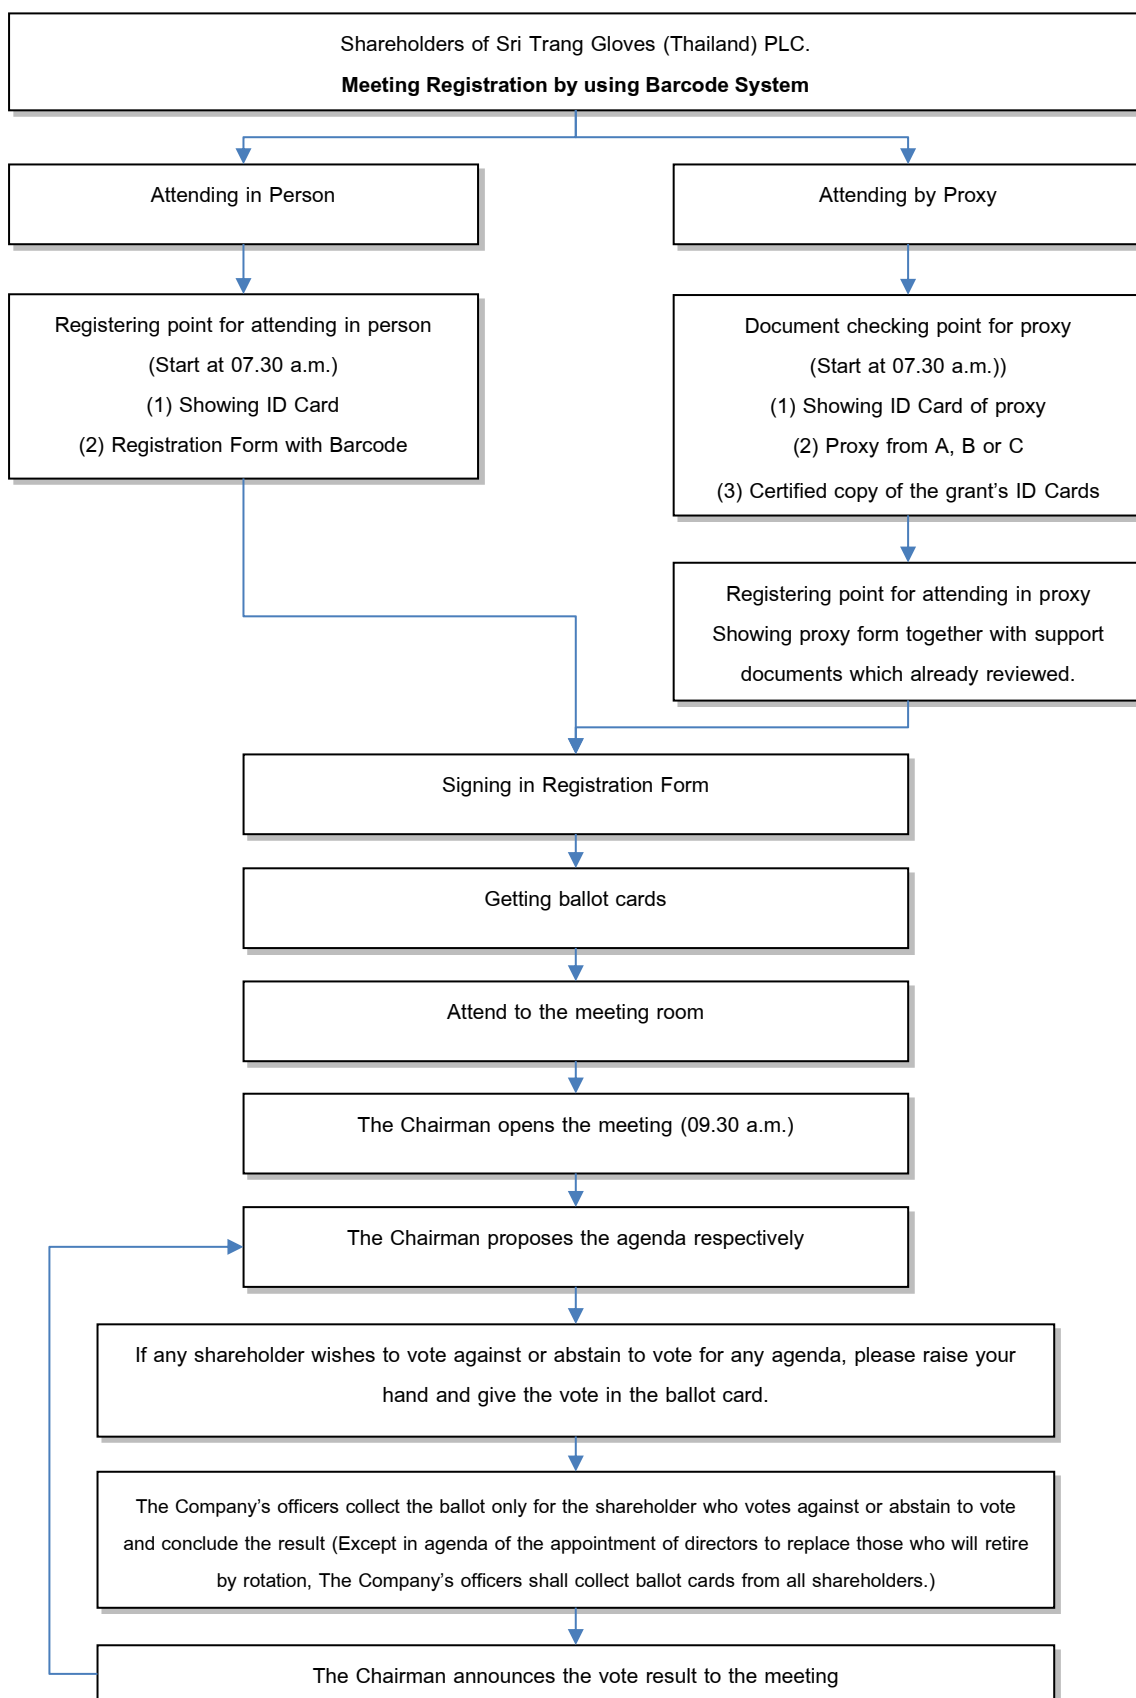 Shareholders of Sri Trang Gloves (Thailand) PLC.
Meeting Registration by using Barcode System
Attending in Person
Attending by Proxy
Registering point for attending in person
(Start at 07.30 a.m.)
(1) Showing ID Card
(2) Registration Form with Barcode
Document checking point for proxy
(Start at 07.30 a.m.))
(1) Showing ID Card of proxy
(2) Proxy from A, B or C
(3) Certified copy of the grant’s ID Cards
Registering point for attending in proxy
Showing proxy form together with support
documents which already reviewed.
Signing in Registration Form
Getting ballot cards
Attend to the meeting room
The Chairman opens the meeting (09.30 a.m.)
The Chairman proposes the agenda respectively
If any shareholder wishes to vote against or abstain to vote for any agenda, please raise your
hand and give the vote in the ballot card.
The Company’s officers collect the ballot only for the shareholder who votes against or abstain to vote
and conclude the result (Except in agenda of the appointment of directors to replace those who will retire
by rotation, The Company’s officers shall collect ballot cards from all shareholders.)
The Chairman announces the vote result to the meeting